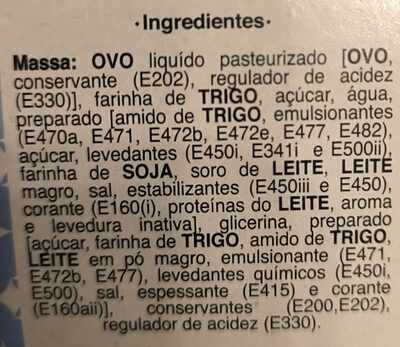 ·Ingredientes·
Massa: OVO líquido pasteurizado [OVO,
conservante (E202), regulador de acidez
(E330)], farinha de TRIGO, açúcar, água,
preparado [amido de TRIGO, emulsionantes
(E470a, E471, E472b, E472e, E477, E482),
açúcar, levedantes (E450i, E341i e E500ii),
farinha de SOJA, soro de LEITE, LEITE
magro, sal, estabilizantes (E450iii e E450),
corante (E160(i), proteínas do LEITE, aroma
e levedura inativa], glicerina, preparado
[açúcar, farinha de TRIGO, amido de TRIGO,
LEITE em pó magro, emulsionante (E471,
E472b, E477), levedantes químicos (E450i,
E500), sal, espessante (E415) e corante
(E160aii)], conservantes (E200,E202),
regulador de acidez (E330).